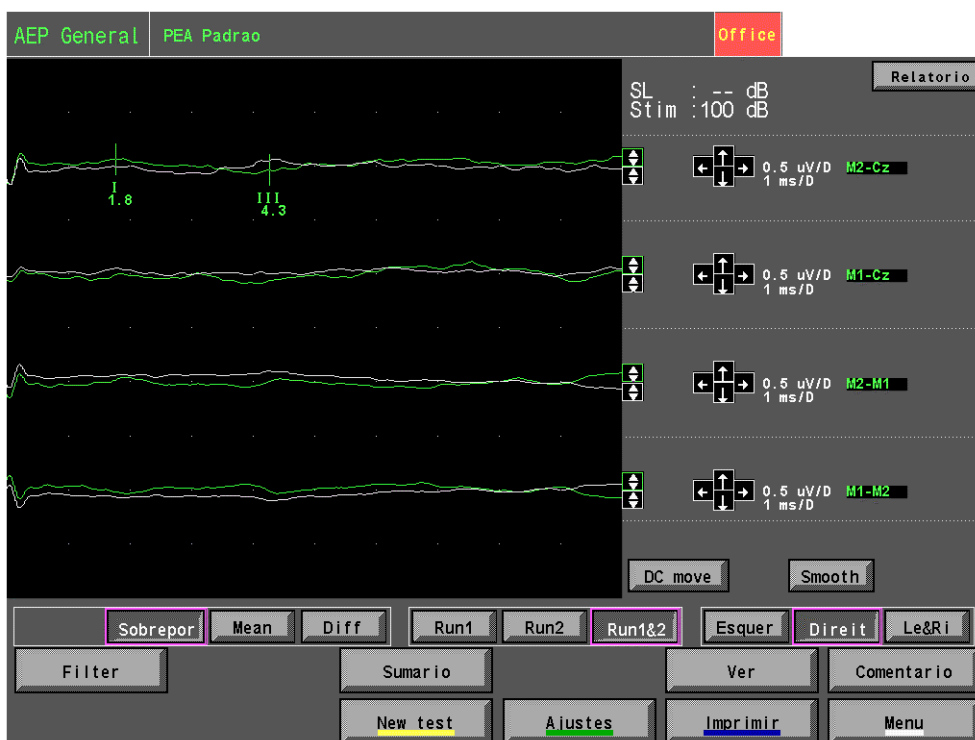 AEP General
PEA Padrao
Office
Relatorio
SL : -- dB
Stim :100 dB
I
1.8
III
4.3
0.5 uV/D M2-Cz
1 ms/D
0.5 uV/D M1-Cz
1 ms/D
0.5 uV/D M2-M1
1 ms/D
0.5 uV/D M1-M2
1 ms/D
DC move
Smooth
Sobrepor
Mean
Diff
Run1
Run2
Run1&2
Esquer
Direit
Le&Ri
Filter
Sumario
Ver
Comentario
New test
Ajustes
Imprimir
Menu